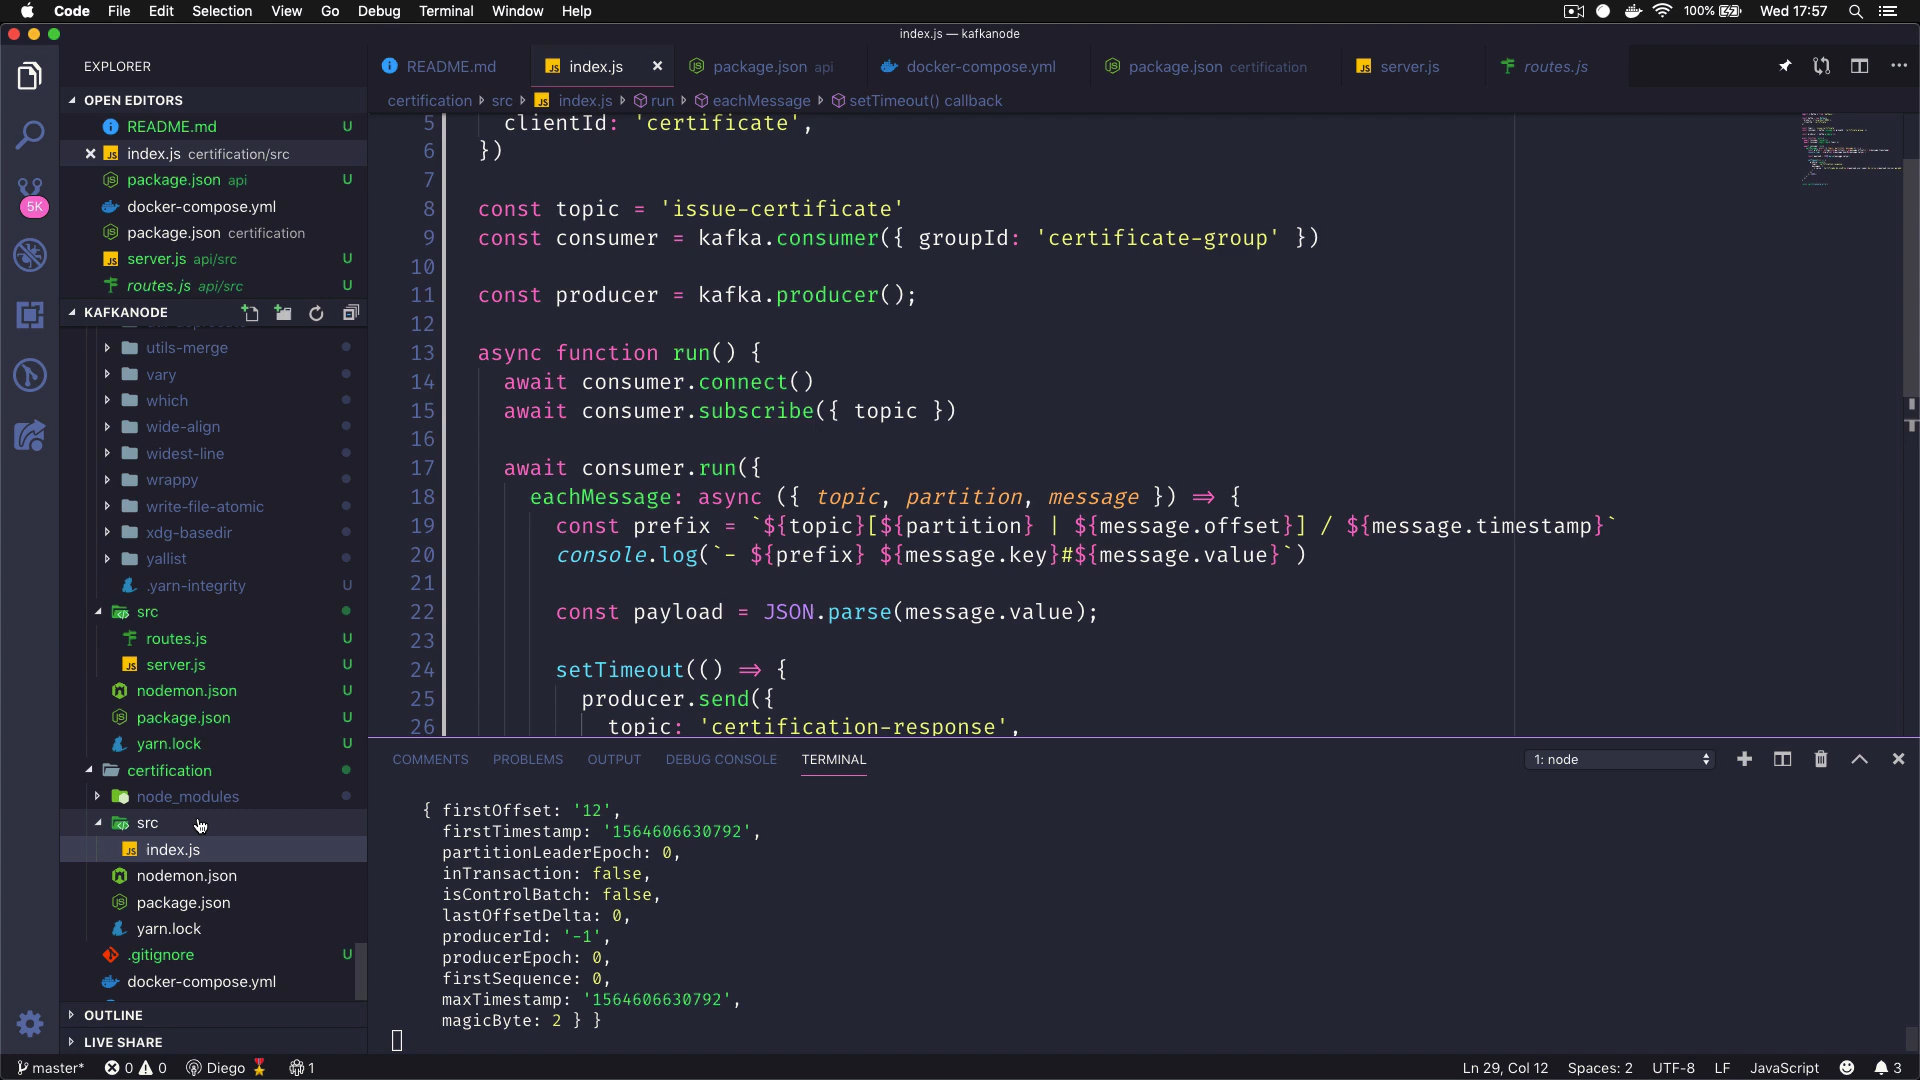 Code File Edit Selection View Go Debug Terminal Window Help 100% Wed 17:57
index.js — kafkanode
EXPLORER
OPEN EDITORS
README.md U
index.js certification/src
package.json api U
docker-compose.yml
package.json certification
server.js api/src U
routes.js api/src U
5K
KAFKANODE
utils-merge
vary
which
wide-align
widest-line
wrappy
write-file-atomic
xdg-basedir
yallist
.yarn-integrity U
src
routes.js U
server.js U
nodemon.json U
package.json U
yarn.lock U
certification
node_modules
src
index.js
nodemon.json
package.json
yarn.lock
.gitignore U
docker-compose.yml
OUTLINE
LIVE SHARE
README.md index.js package.json api docker-compose.yml package.json certification server.js routes.js
certification src index.js run eachMessage setTimeout() callback
5 clientId: 'certificate',
6 })
7
8 const topic = 'issue-certificate'
9 const consumer = kafka.consumer({ groupId: 'certificate-group' })
10
11 const producer = kafka.producer();
12
13 async function run() {
14 await consumer.connect()
15 await consumer.subscribe({ topic })
16
17 await consumer.run({
18 eachMessage: async ({ topic, partition, message }) => {
19 const prefix = `${topic}[${partition} | ${message.offset}] / ${message.timestamp}`
20 console.log(`- ${prefix} ${message.key}#${message.value}`)
21
22 const payload = JSON.parse(message.value);
23
24 setTimeout(() => {
25 producer.send({
26 topic: 'certification-response',
COMMENTS PROBLEMS OUTPUT DEBUG CONSOLE TERMINAL 1: node
{ firstOffset: '12',
firstTimestamp: '1564606630792',
partitionLeaderEpoch: 0,
inTransaction: false,
isControlBatch: false,
lastOffsetDelta: 0,
producerId: '-1',
producerEpoch: 0,
firstSequence: 0,
maxTimestamp: '1564606630792',
magicByte: 2 } }
master* 0 0 Diego 1 Ln 29, Col 12 Spaces: 2 UTF-8 LF JavaScript 3